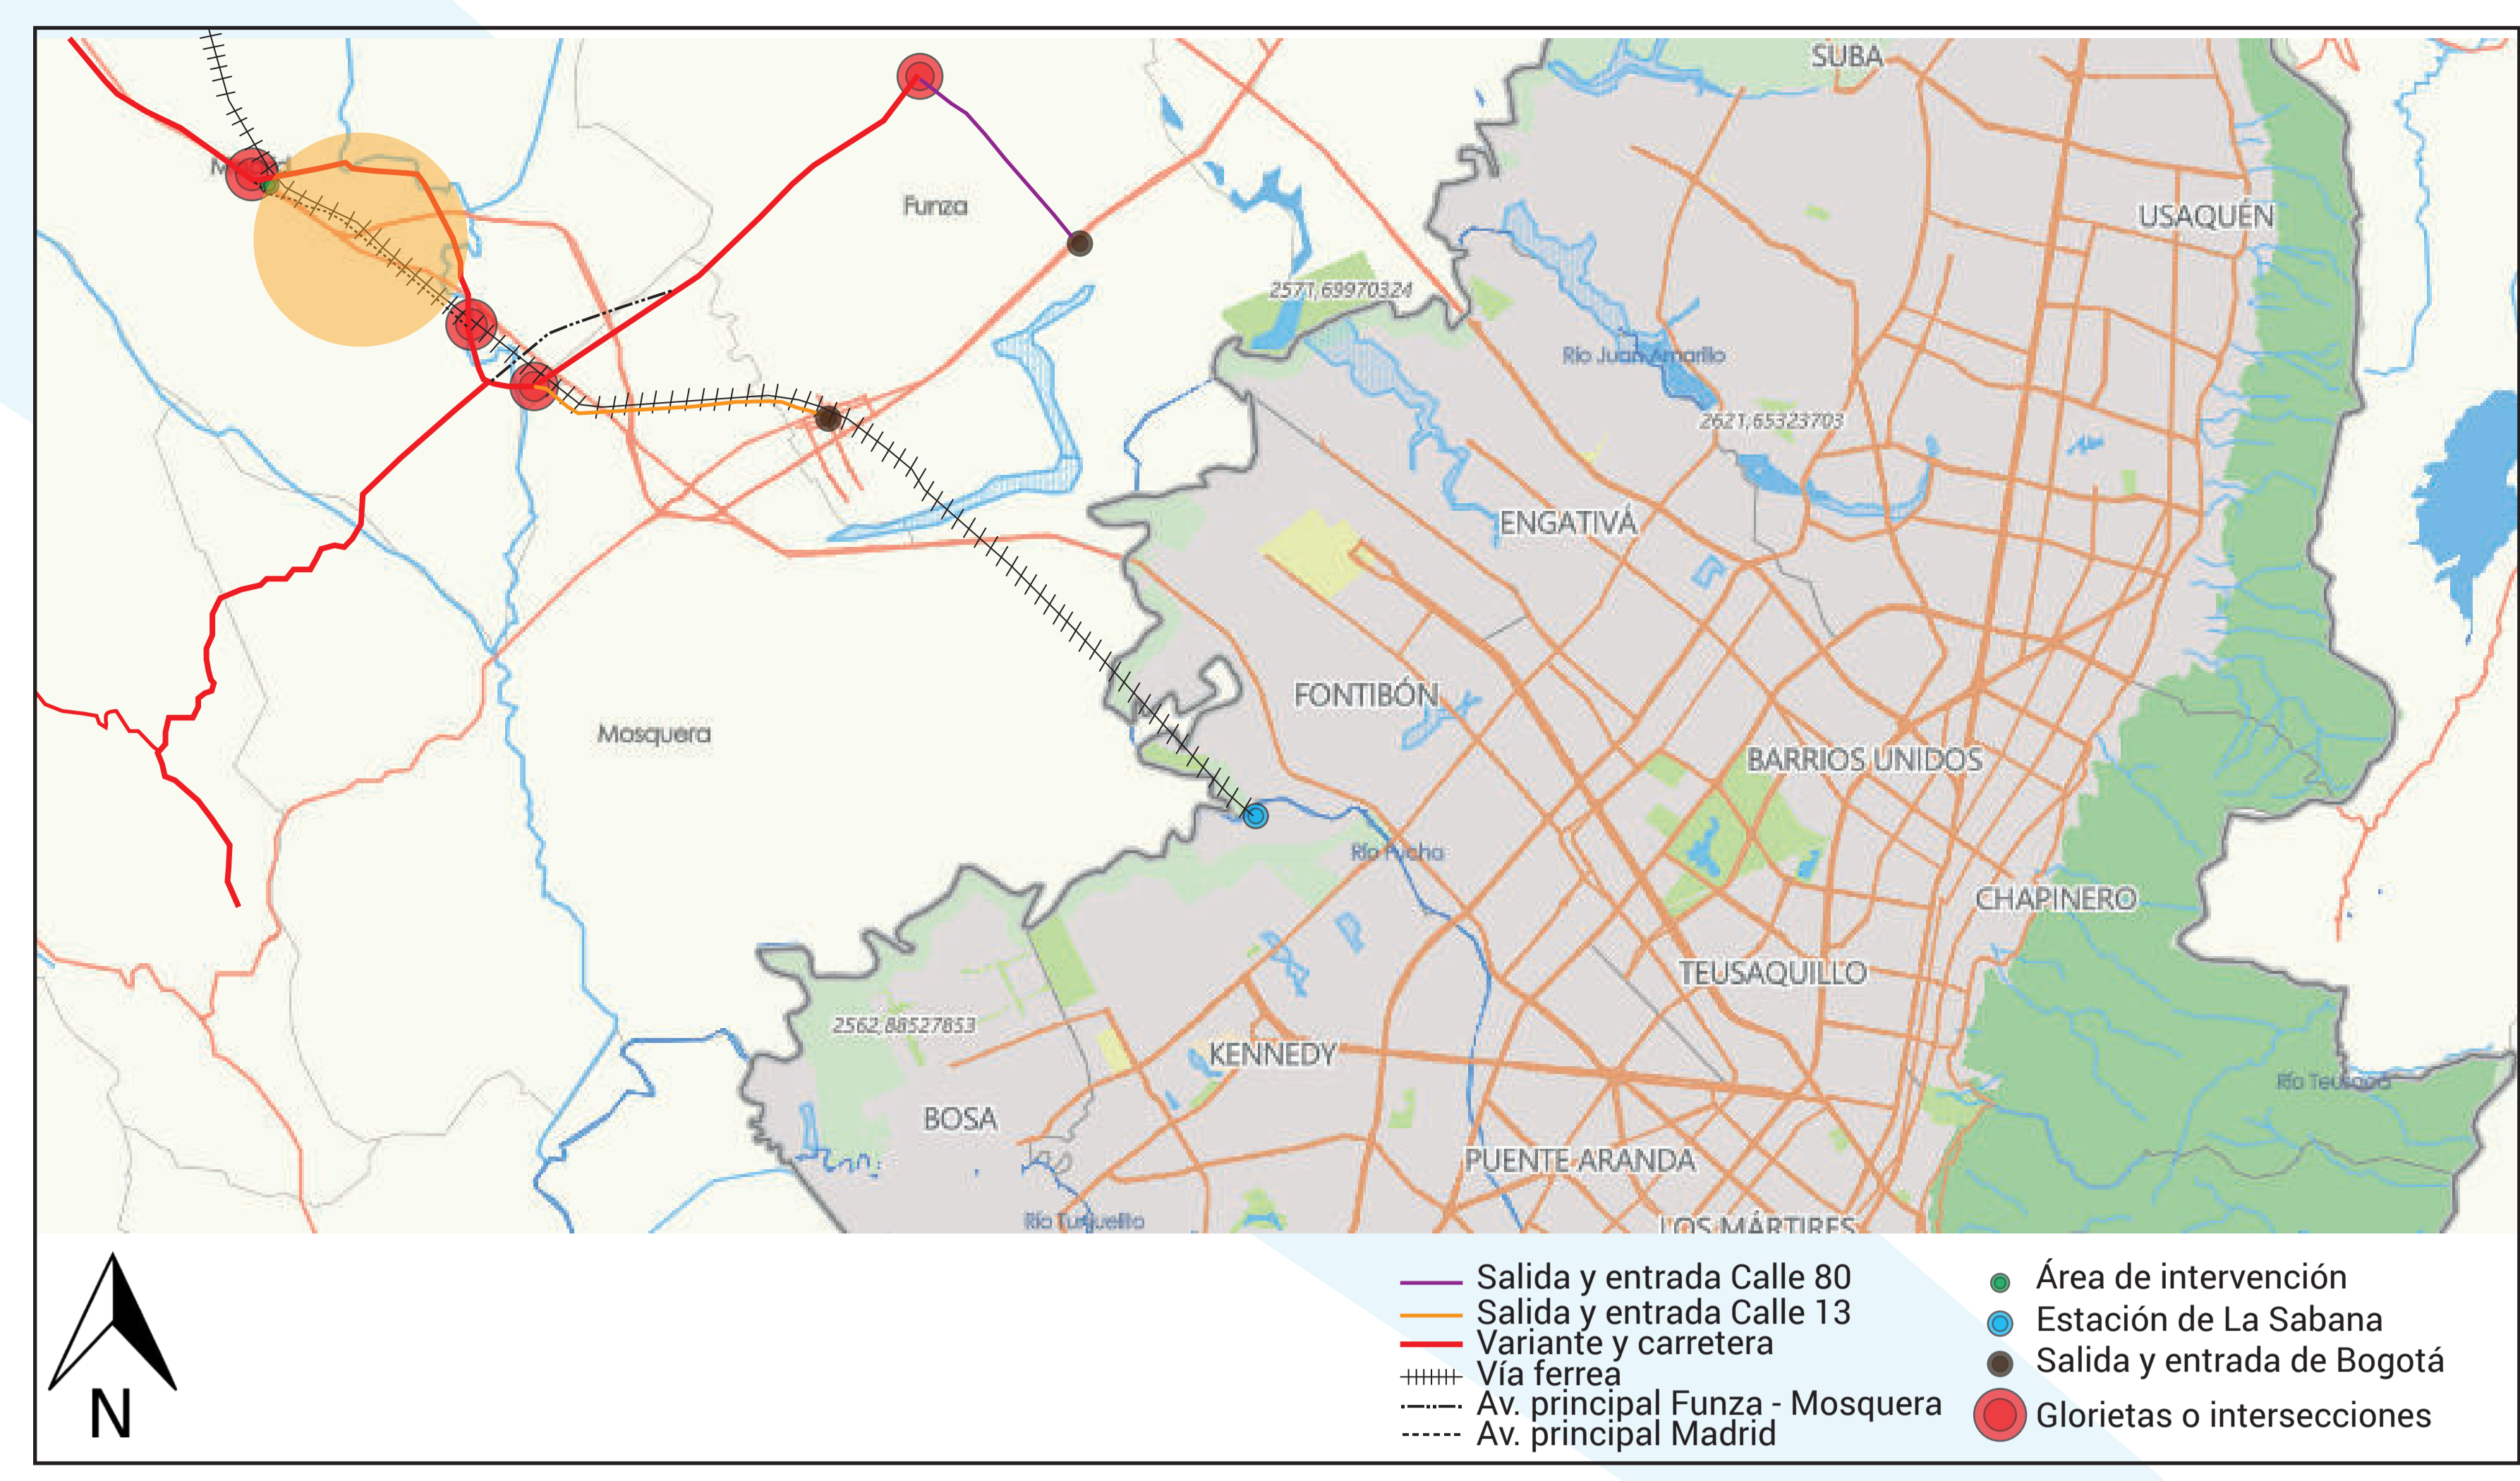 SUBA
Funza
USAQUÉN
2571,69970324
Río Juan Amarillo
2621,65323703
ENGATIVÁ
FONTIBÓN
Mosquera
BARRIOS UNIDOS
Río Fucha
CHAPINERO
TEUSAQUILLO
2562,88527853
KENNEDY
BOSA
PUENTE ARANDA
Río Tunjuelito
LOS MÁRTIRES
N
Salida y entrada Calle 80
Salida y entrada Calle 13
Variante y carretera
Vía ferrea
Av. principal Funza - Mosquera
Av. principal Madrid
Área de intervención
Estación de La Sabana
Salida y entrada de Bogotá
Glorietas o intersecciones